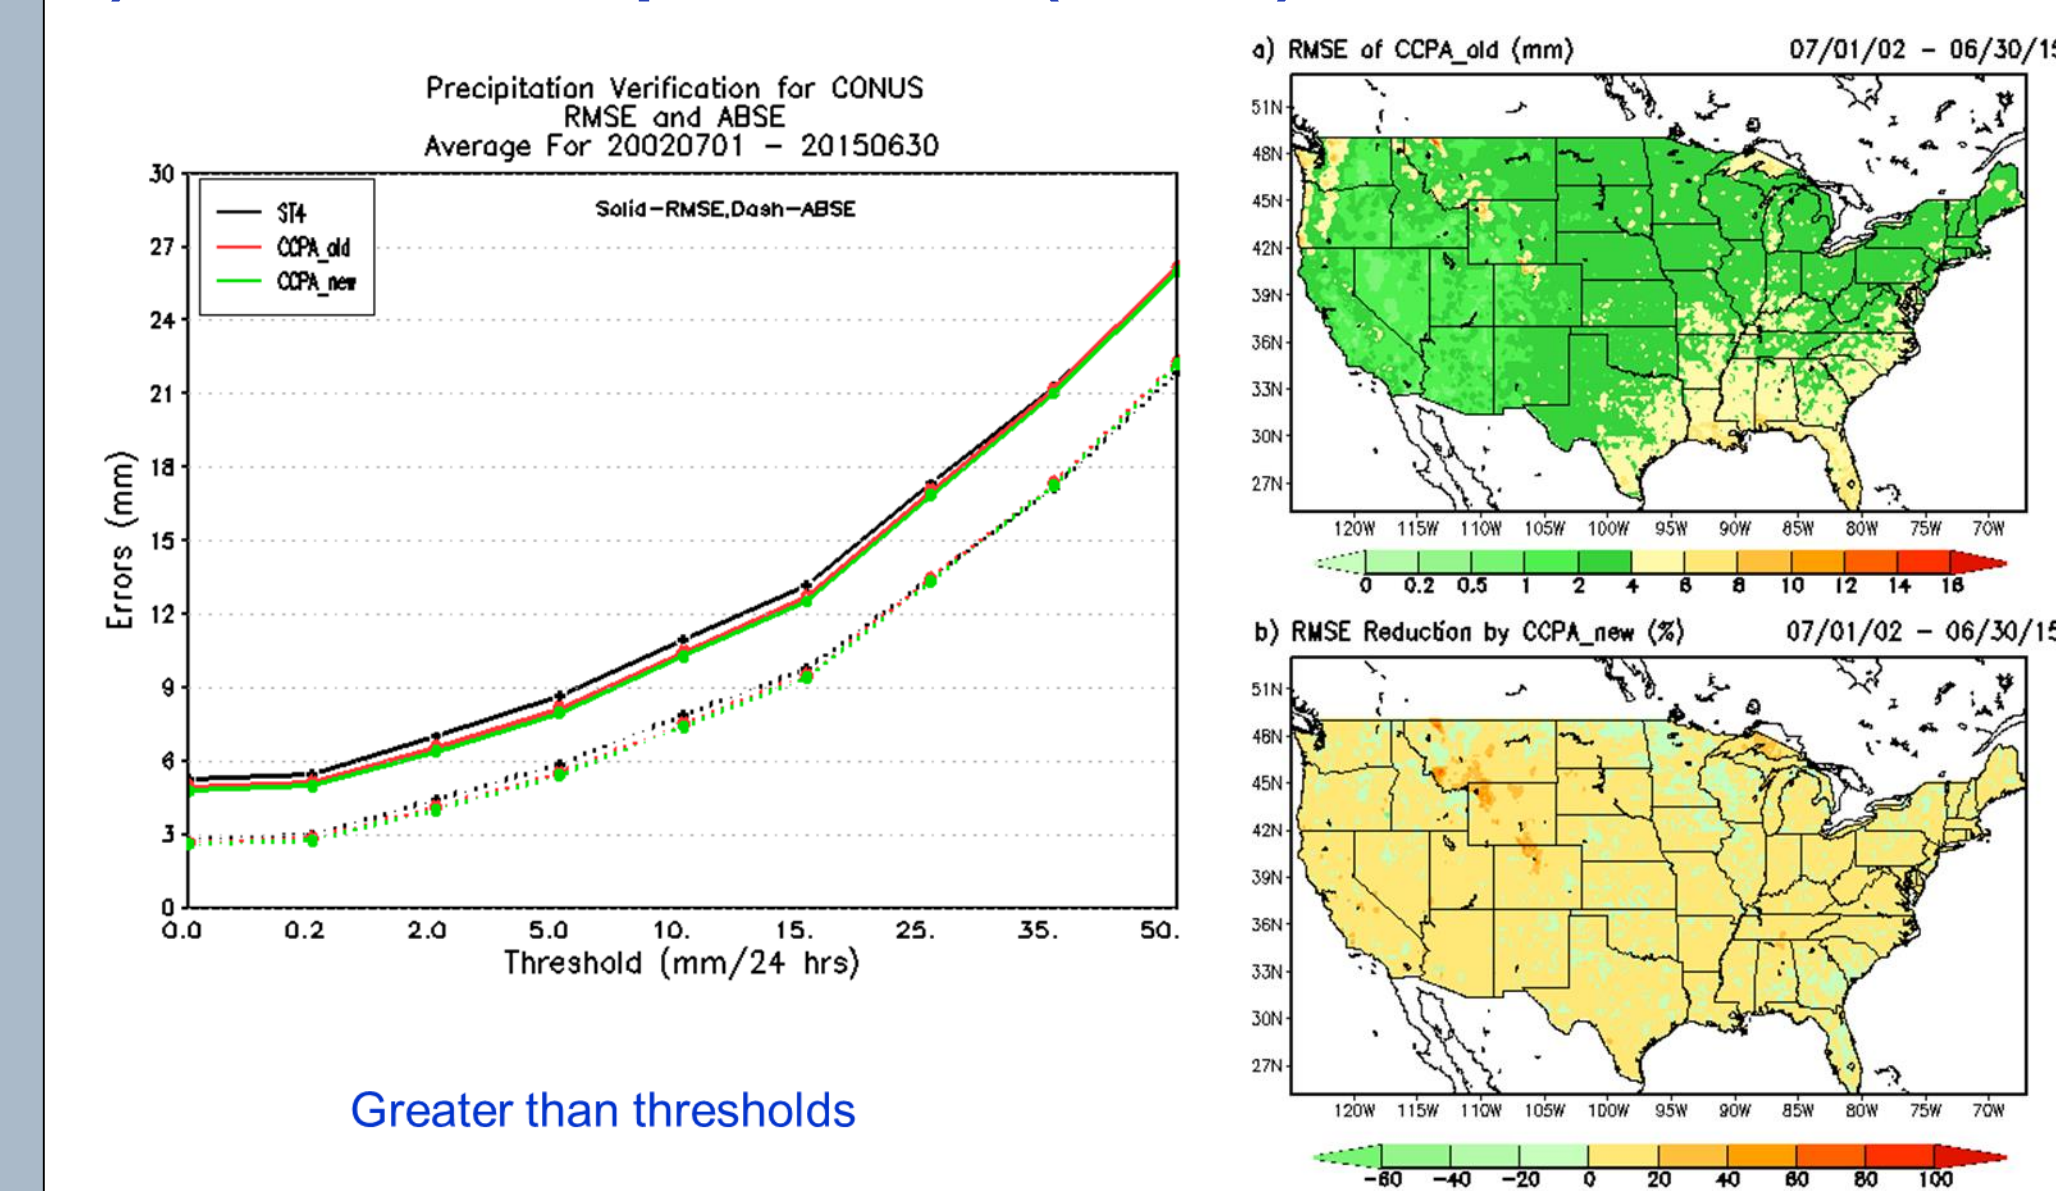 Precipitation Verification for CONUS
RMSE and ABSE
Average For 20020701 - 20150630
Solid-RMSE,Dash-ABSE
ST4
CCPA_old
CCPA_new
30
27
24
21
18
15
12
9
6
3
0
Errors (mm)
0.0 0.2 2.0 5.0 10. 15. 25. 35. 50.
Threshold (mm/24 hrs)
Greater than thresholds
a) RMSE of CCPA_old (mm) 07/01/02 - 06/30/15
51N
48N
45N
42N
39N
36N
33N
30N
27N
120W 115W 110W 105W 100W 95W 90W 85W 80W 75W 70W
0 0.2 0.5 1 2 4 6 8 10 12 14 16
b) RMSE Reduction by CCPA_new (%) 07/01/02 - 06/30/15
51N
48N
45N
42N
39N
36N
33N
30N
27N
120W 115W 110W 105W 100W 95W 90W 85W 80W 75W 70W
-60 -40 -20 0 20 40 60 80 100